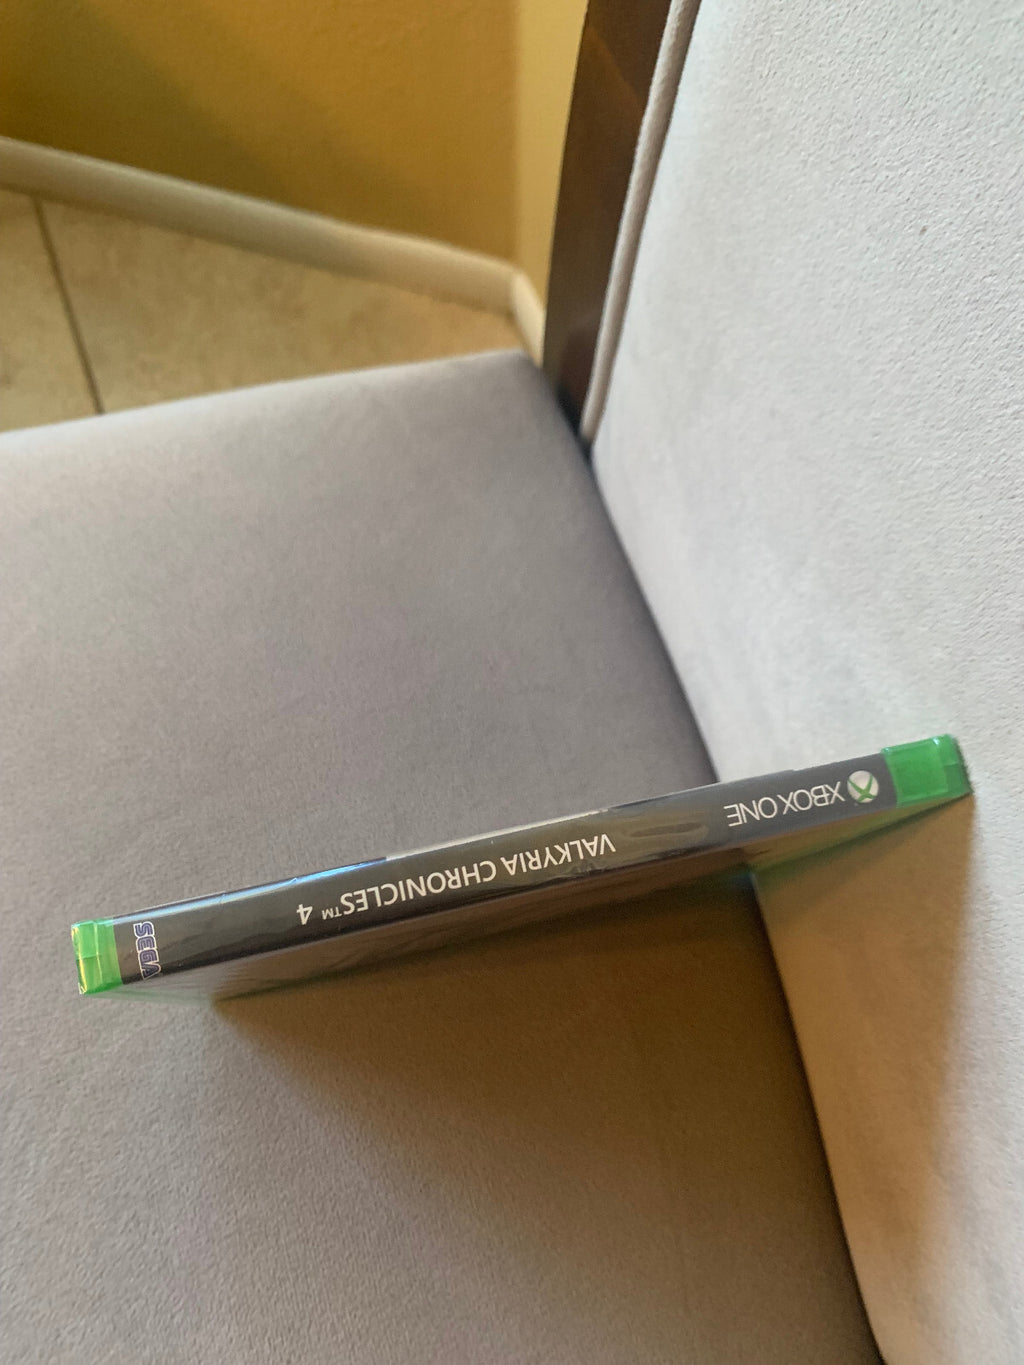 XBOX ONE
VALKYRIA CHRONICLES™ 4
SEGA